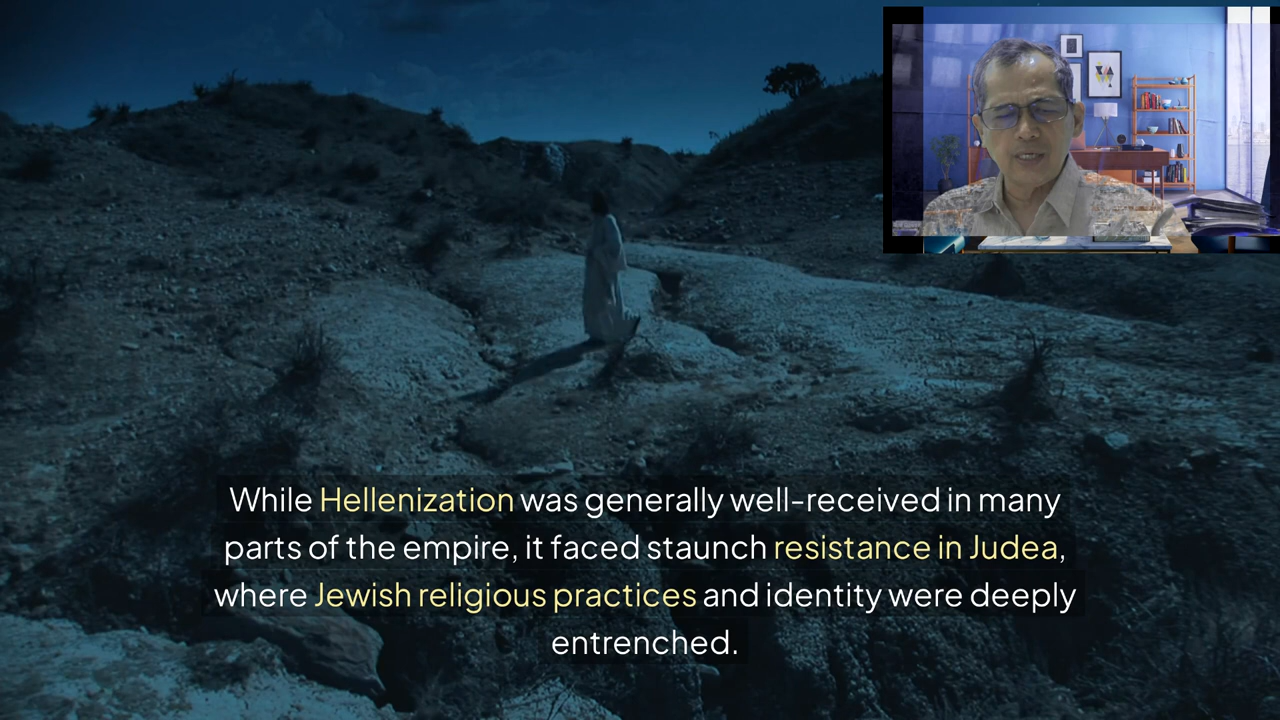 While Hellenization was generally well-received in many
parts of the empire, it faced staunch resistance in Judea,
where Jewish religious practices and identity were deeply
entrenched.